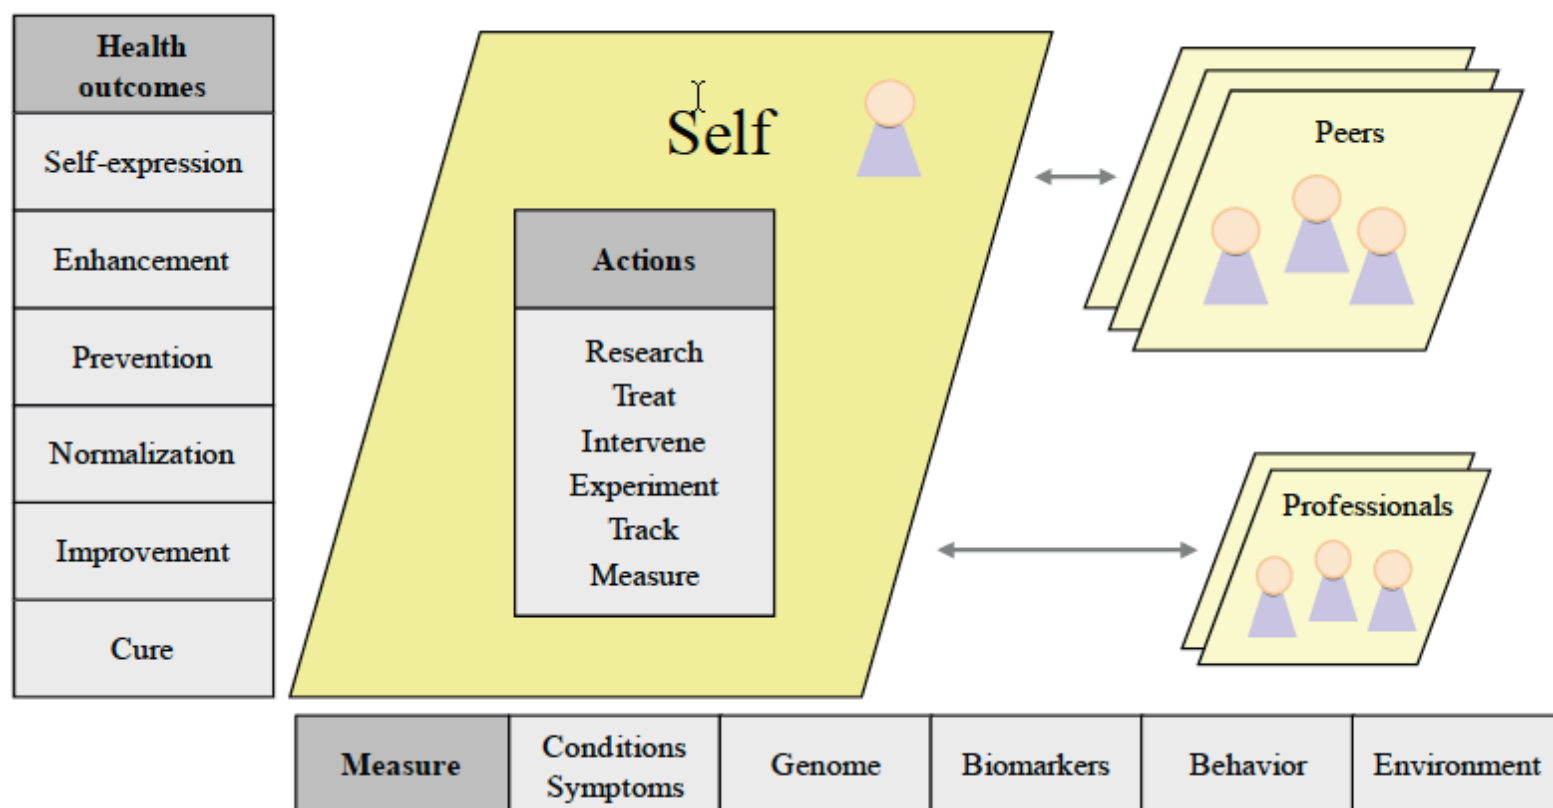 Health
outcomes
Self-expression
Enhancement
Prevention
Normalization
Improvement
Cure
Self
Actions
Research
Treat
Intervene
Experiment
Track
Measure
Peers
Professionals
Measure
Conditions
Symptoms
Genome
Biomarkers
Behavior
Environment